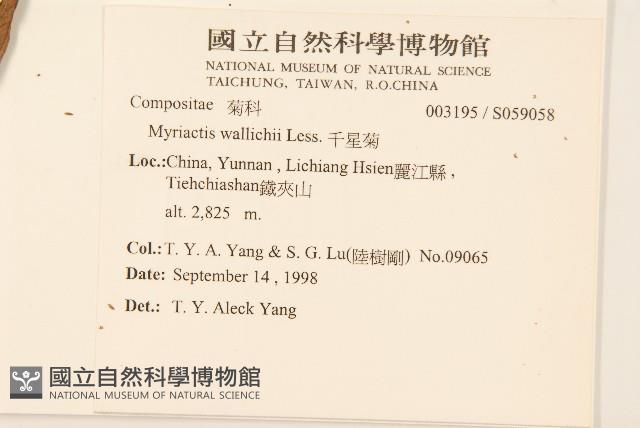 國立自然科學博物館
NATIONAL MUSEUM OF NATURAL SCIENCE
TAICHUNG, TAIWAN, R.O.CHINA
Compositae 菊科 003195 / S059058
Myriactis wallichii Less. 千星菊
Loc.:China, Yunnan , Lichiang Hsien麗江縣 ,
Tiehchiashan鐵夾山
alt. 2,825 m.
Col.:T. Y. A. Yang & S. G. Lu(陸樹剛) No.09065
Date: September 14 , 1998
Det.: T. Y. Aleck Yang
國立自然科學博物館
NATIONAL MUSEUM OF NATURAL SCIENCE